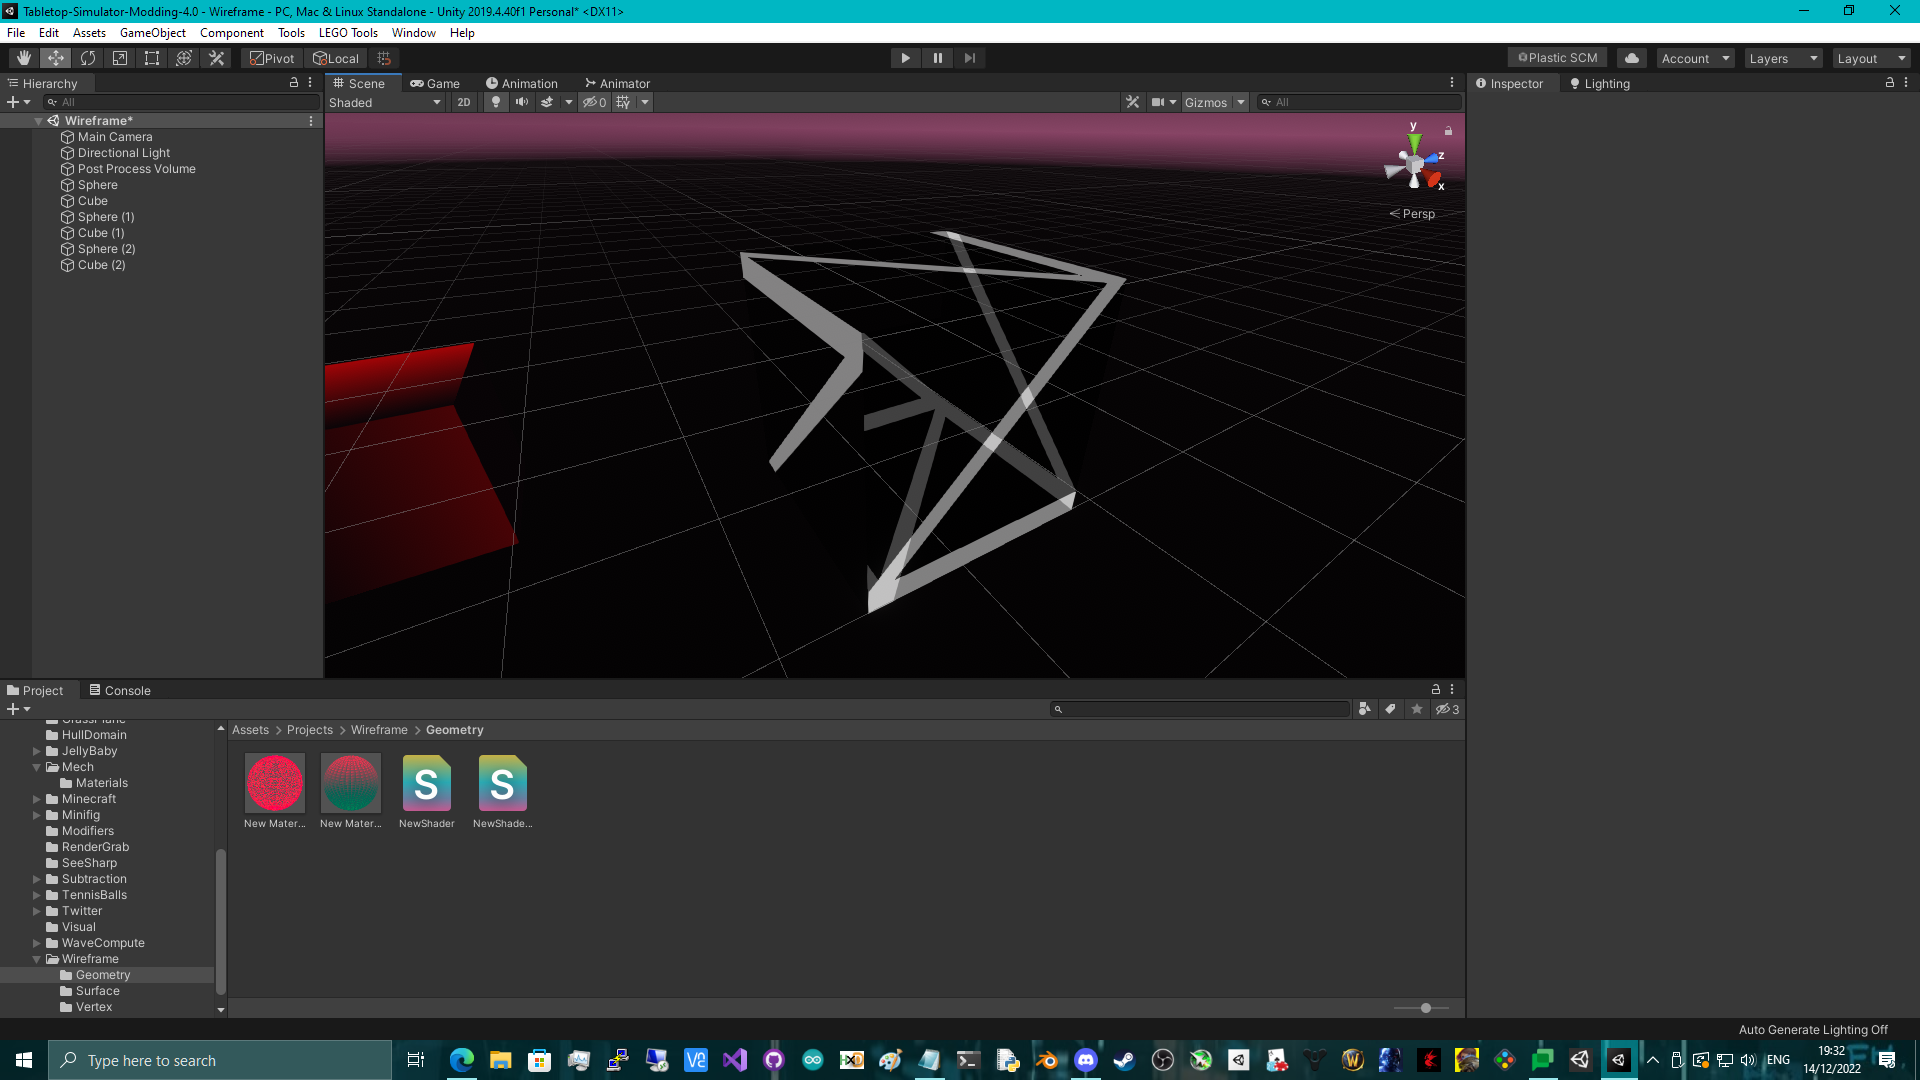 Tabletop-Simulator-Modding-4.0 - Wireframe - PC, Mac & Linux Standalone - Unity 2019.4.40f1 Personal* <DX11>
File Edit Assets GameObject Component Tools LEGO Tools Window Help
Pivot Local Plastic SCM Account Layers Layout
Hierarchy Scene Game Animation Animator Inspector Lighting
All Shaded 2D 0 Gizmos All
Wireframe*
Main Camera
Directional Light
Post Process Volume
Sphere
Cube
Sphere (1)
Cube (1)
Sphere (2)
Cube (2)
y
z
x
Persp
Project Console
3
HullDomain
JellyBaby
Mech
Materials
Minecraft
Minifig
Modifiers
RenderGrab
SeeSharp
Subtraction
TennisBalls
Twitter
Visual
WaveCompute
Wireframe
Geometry
Surface
Vertex
Assets > Projects > Wireframe > Geometry
S S
New Mater... New Mater... NewShader NewShade...
Auto Generate Lighting Off
Type here to search
ENG
19:32
14/12/2022